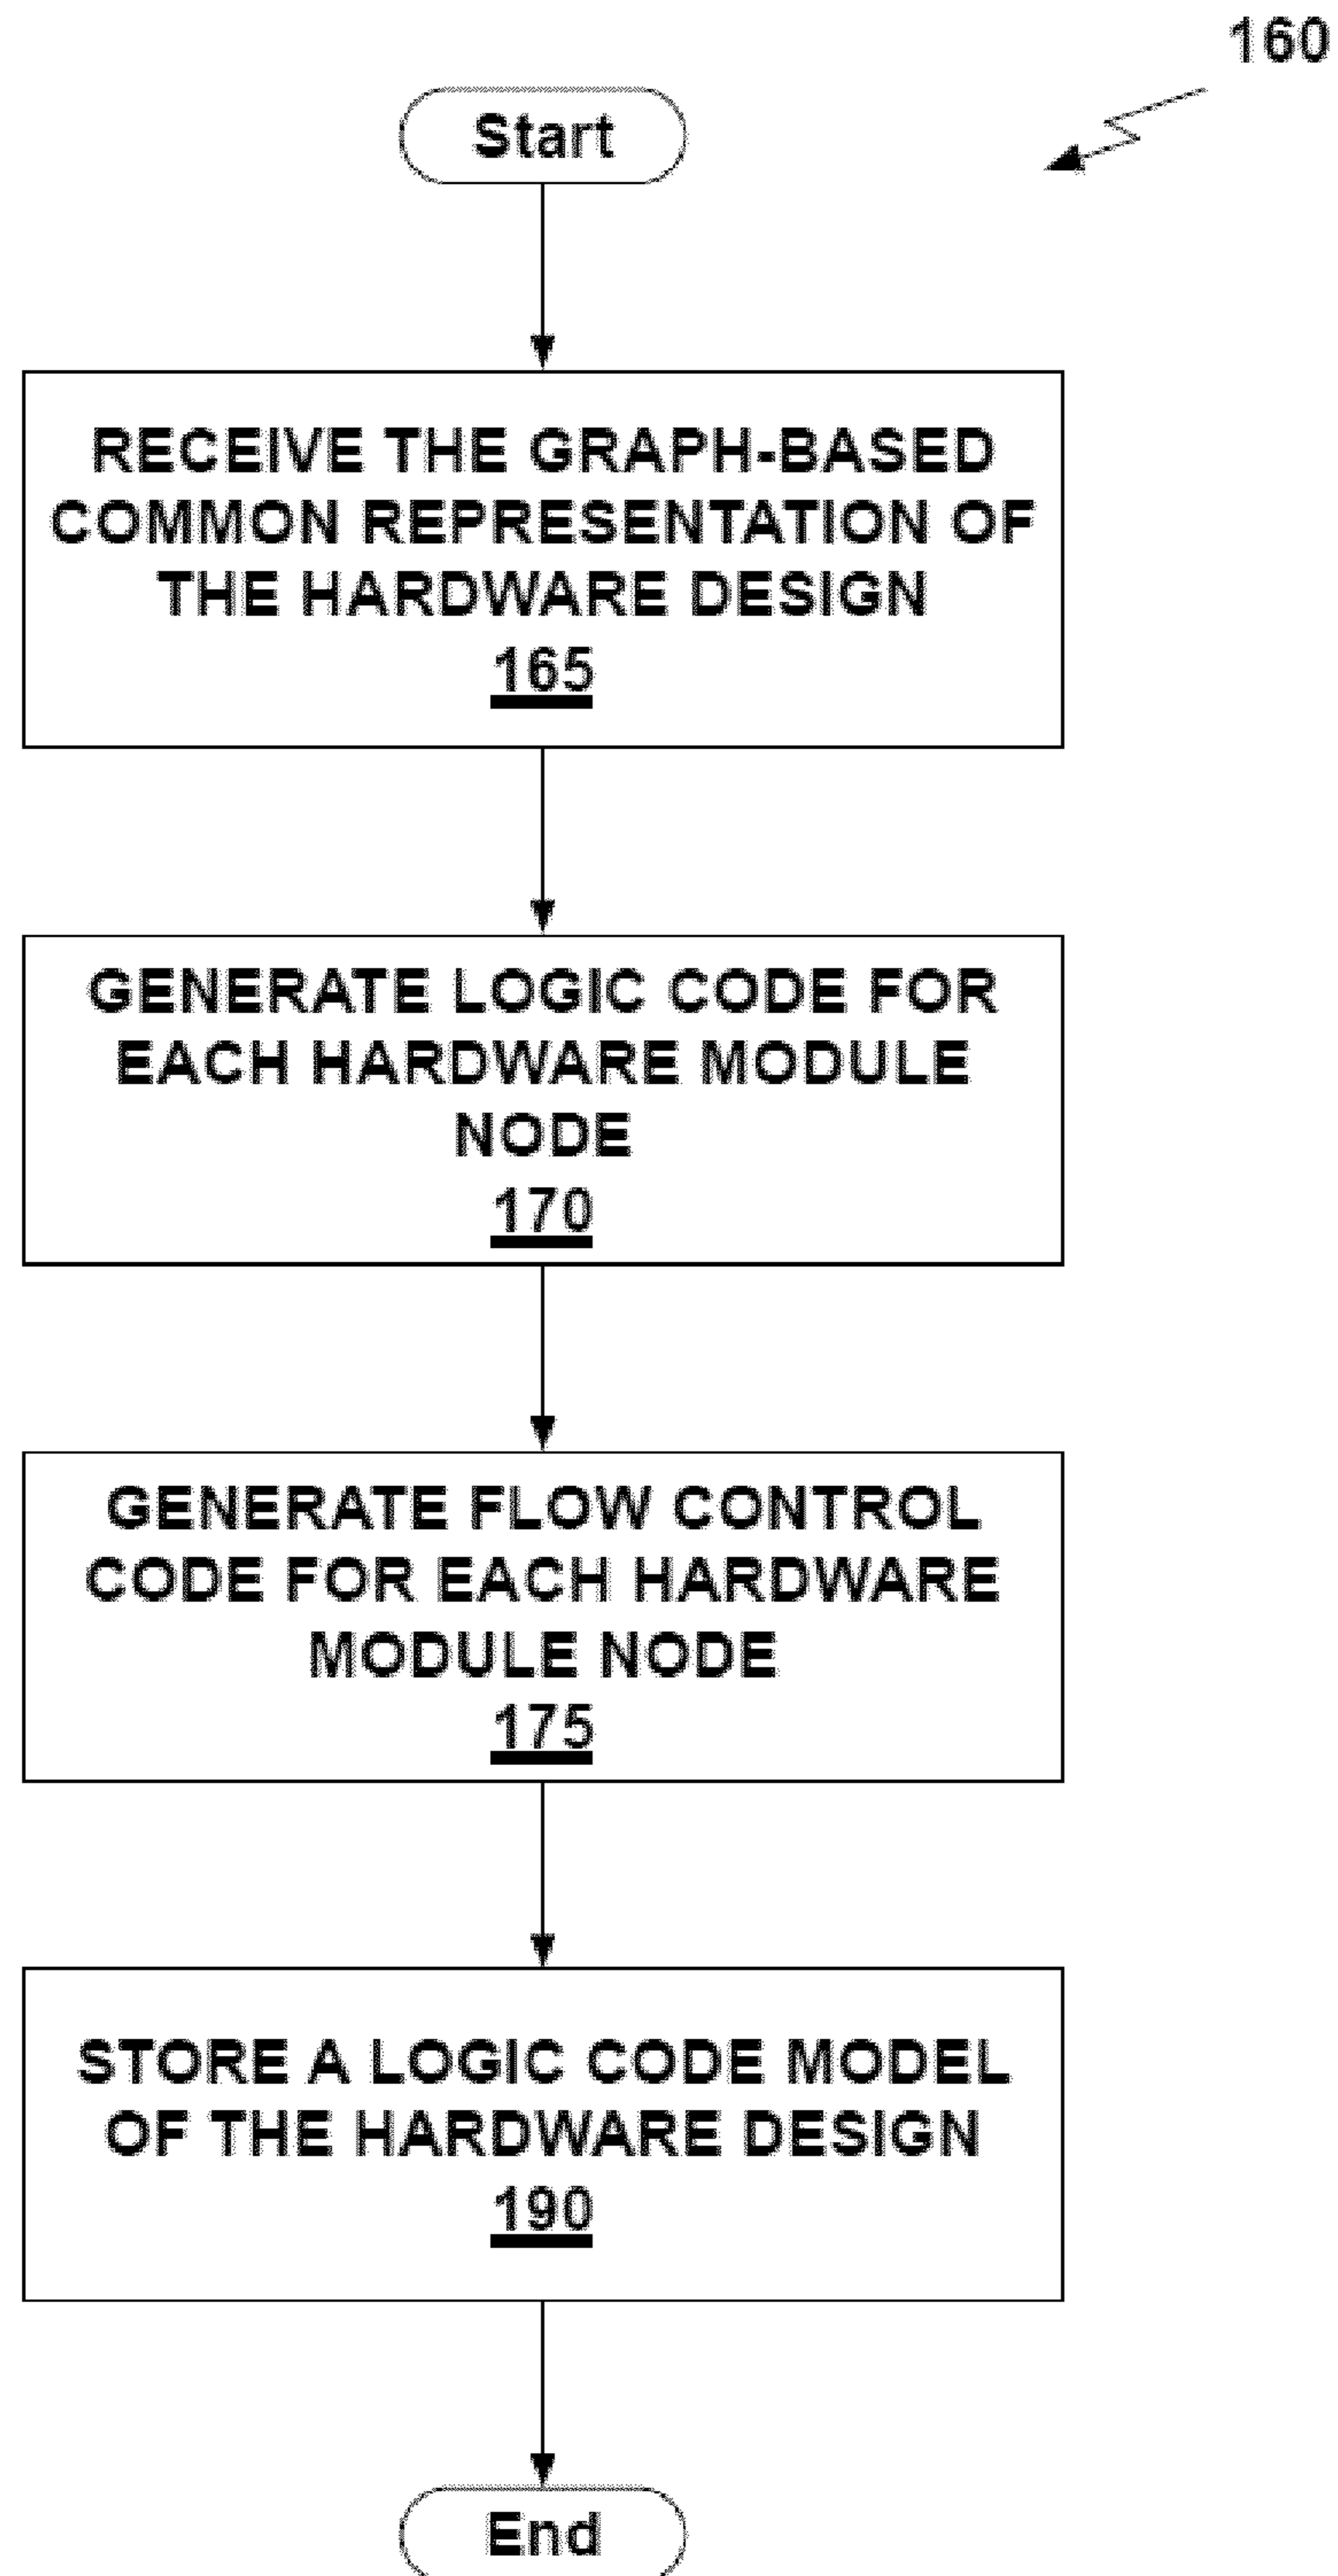 160
Start
RECEIVE THE GRAPH-BASED
COMMON REPRESENTATION OF
THE HARDWARE DESIGN
165
GENERATE LOGIC CODE FOR
EACH HARDWARE MODULE
NODE
170
GENERATE FLOW CONTROL
CODE FOR EACH HARDWARE
MODULE NODE
175
STORE A LOGIC CODE MODEL
OF THE HARDWARE DESIGN
190
End